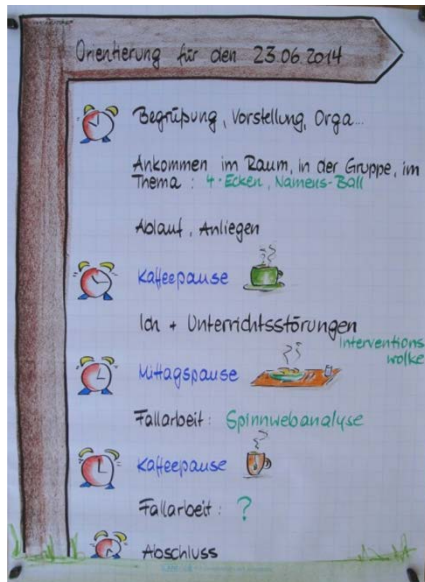 Orientierung für den 23.06.2014
Begrüßung, Vorstellung, Orga...
Ankommen im Raum, in der Gruppe, im
Thema: 4-Ecken, Namens-Ball
Ablauf, Anliegen
Kaffeepause
Ich + Unterrichtsstörungen
Interventions
wolke
Mittagspause
Fallarbeit: Spinnwebanalyse
Kaffeepause
Fallarbeit: ?
Abschluss